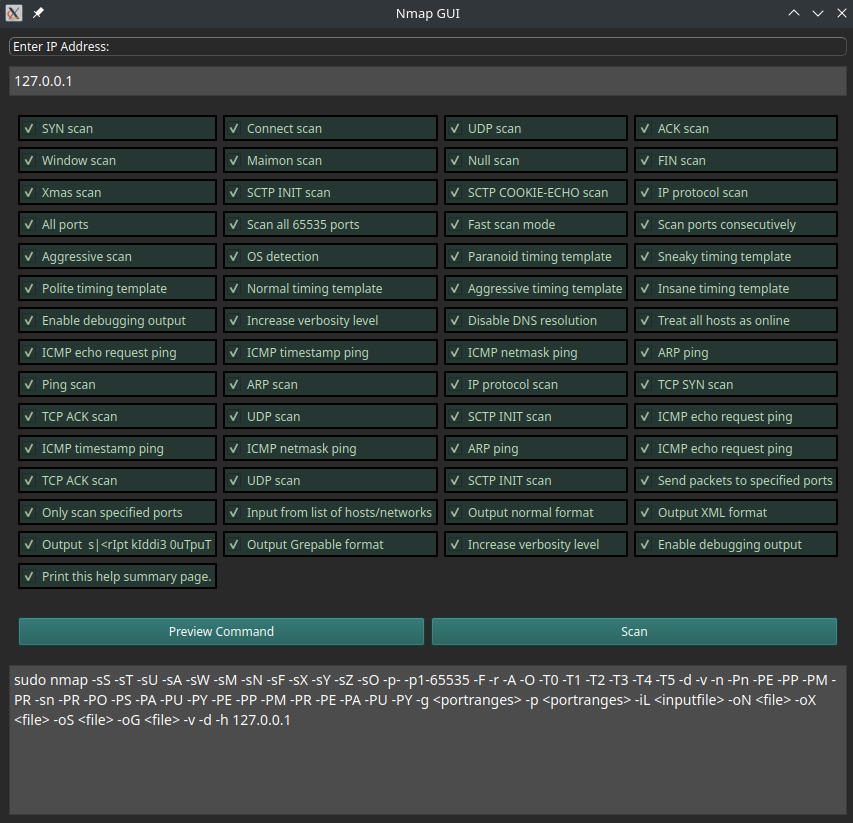 Nmap GUI
Enter IP Address:
127.0.0.1
SYN scan Connect scan UDP scan ACK scan
Window scan Maimon scan Null scan FIN scan
Xmas scan SCTP INIT scan SCTP COOKIE-ECHO scan IP protocol scan
All ports Scan all 65535 ports Fast scan mode Scan ports consecutively
Aggressive scan OS detection Paranoid timing template Sneaky timing template
Polite timing template Normal timing template Aggressive timing template Insane timing template
Enable debugging output Increase verbosity level Disable DNS resolution Treat all hosts as online
ICMP echo request ping ICMP timestamp ping ICMP netmask ping ARP ping
Ping scan ARP scan IP protocol scan TCP SYN scan
TCP ACK scan UDP scan SCTP INIT scan ICMP echo request ping
ICMP timestamp ping ICMP netmask ping ARP ping ICMP echo request ping
TCP ACK scan UDP scan SCTP INIT scan Send packets to specified ports
Only scan specified ports Input from list of hosts/networks Output normal format Output XML format
Output s|<rIpt kIddi3 0uTpuT Output Grepable format Increase verbosity level Enable debugging output
Print this help summary page.
Preview Command Scan
sudo nmap -sS -sT -sU -sA -sW -sM -sN -sF -sX -sY -sZ -sO -p- -p1-65535 -F -r -A -O -T0 -T1 -T2 -T3 -T4 -T5 -d -v -n -Pn -PE -PP -PM -
PR -sn -PR -PO -PS -PA -PU -PY -PE -PP -PM -PR -PE -PA -PU -PY -g <portranges> -p <portranges> -iL <inputfile> -oN <file> -oX
<file> -oS <file> -oG <file> -v -d -h 127.0.0.1